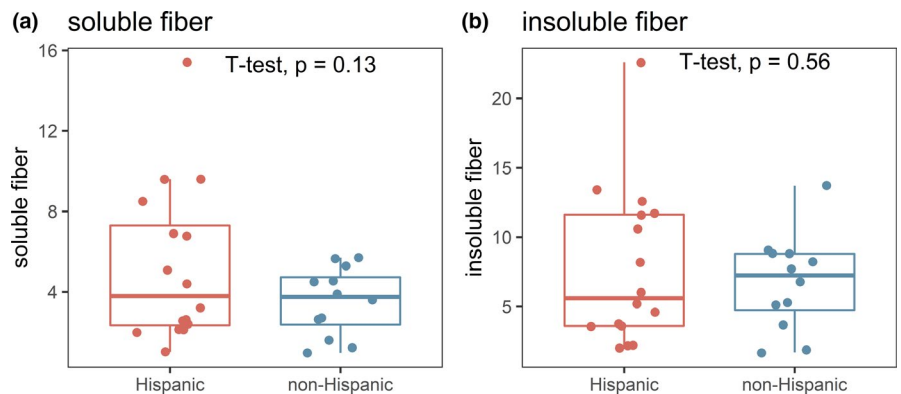 (a) soluble fiber
T-test, p = 0.13
soluble fiber
16
12
8
4
Hispanic
non-Hispanic
(b) insoluble fiber
T-test, p = 0.56
insoluble fiber
20
15
10
5
Hispanic
non-Hispanic